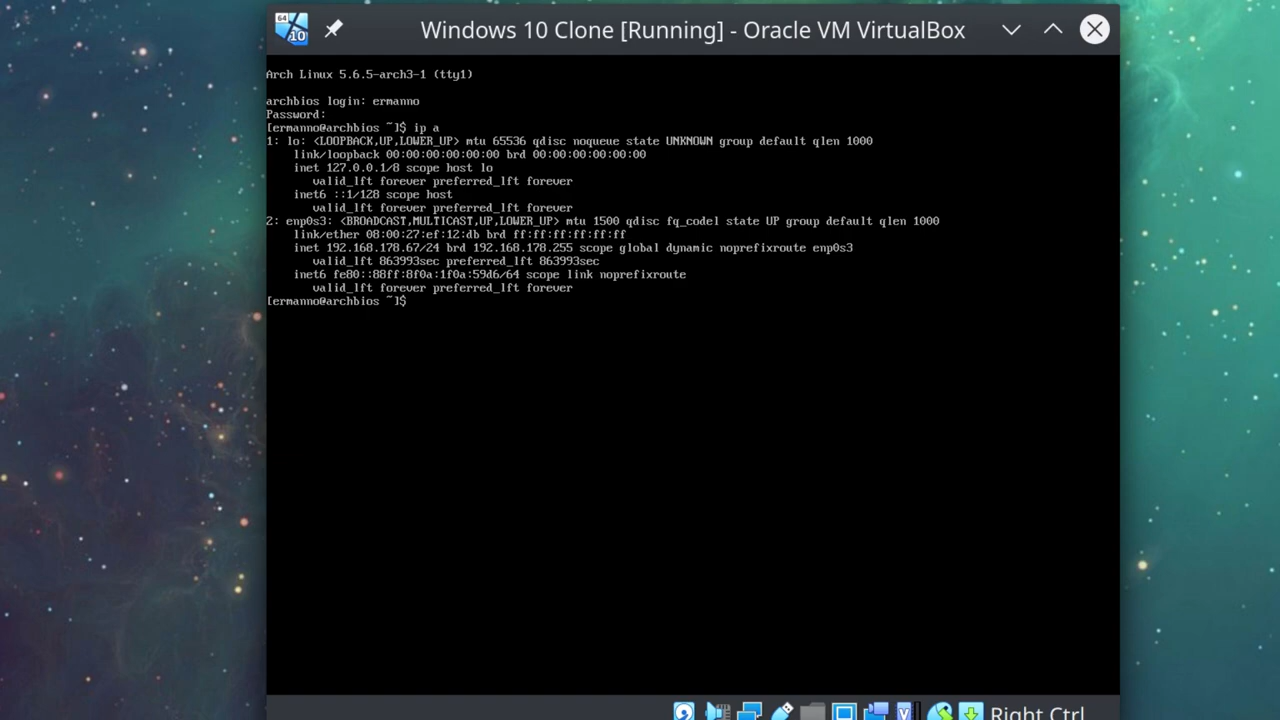 64
10
Windows 10 Clone [Running] - Oracle VM VirtualBox
Arch Linux 5.6.5-arch3-1 (tty1)
archbios login: ermanno
Password:
[ermanno@archbios ~]$ ip a
1: lo: <LOOPBACK,UP,LOWER_UP> mtu 65536 qdisc noqueue state UNKNOWN group default qlen 1000
    link/loopback 00:00:00:00:00:00 brd 00:00:00:00:00:00
    inet 127.0.0.1/8 scope host lo
       valid_lft forever preferred_lft forever
    inet6 ::1/128 scope host
       valid_lft forever preferred_lft forever
2: enp0s3: <BROADCAST,MULTICAST,UP,LOWER_UP> mtu 1500 qdisc fq_codel state UP group default qlen 1000
    link/ether 08:00:27:ef:12:db brd ff:ff:ff:ff:ff:ff
    inet 192.168.178.67/24 brd 192.168.178.255 scope global dynamic noprefixroute enp0s3
       valid_lft 863993sec preferred_lft 863993sec
    inet6 fe80::88ff:8f0a:1f0a:59d6/64 scope link noprefixroute
       valid_lft forever preferred_lft forever
[ermanno@archbios ~]$
V
Right Ctrl